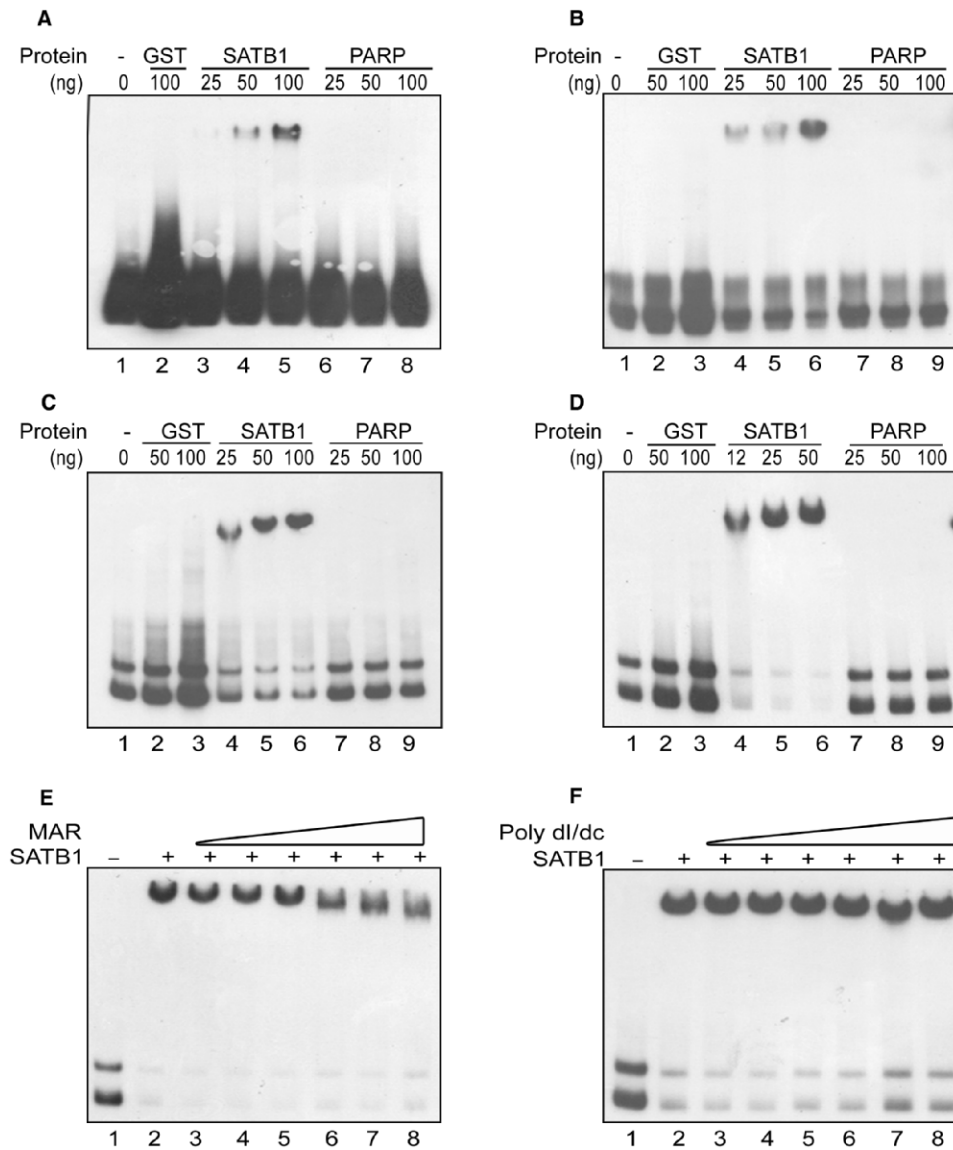 A
Protein - GST SATB1 PARP
(ng) 0 100 25 50 100 25 50 100
1 2 3 4 5 6 7 8
B
Protein - GST SATB1 PARP
(ng) 0 50 100 25 50 100 25 50 100
1 2 3 4 5 6 7 8 9
C
Protein - GST SATB1 PARP
(ng) 0 50 100 25 50 100 25 50 100
1 2 3 4 5 6 7 8 9
D
Protein - GST SATB1 PARP
(ng) 0 50 100 12 25 50 25 50 100
1 2 3 4 5 6 7 8 9
E
MAR
SATB1 – + + + + + + +
1 2 3 4 5 6 7 8
F
Poly dI/dc
SATB1 – + + + + + + +
1 2 3 4 5 6 7 8